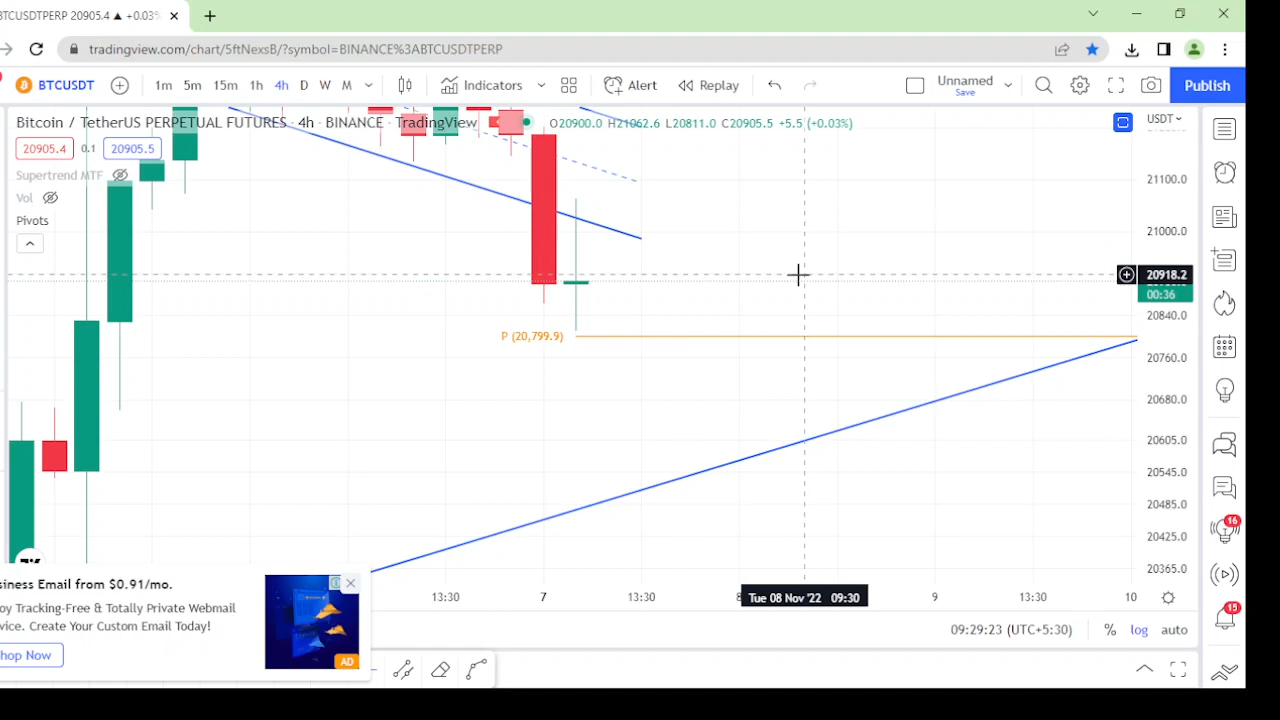 BTCUSDTPERP 20905.4 ▲ +0.03%
tradingview.com/chart/5ftNexsB/?symbol=BINANCE%3ABTCUSDTPERP
BTCUSDT 1m 5m 15m 1h 4h D W M Indicators Alert Replay Unnamed Publish
Save
Bitcoin / TetherUS PERPETUAL FUTURES · 4h · BINANCE · TradingView O20900.0 H21062.6 L20811.0 C20905.5 +5.5 (+0.03%) USDT
20905.4 0.1 20905.5
Supertrend MTF
Vol
Pivots
21100.0
21000.0
20918.2
00:36
20840.0
P (20,799.9)
20760.0
20680.0
20605.0
20545.0
20485.0
20425.0
20365.0
16
15
siness Email from $0.91/mo.
oy Tracking-Free & Totally Private Webmail
vice. Create Your Custom Email Today!
hop Now
AD
13:30 7 13:30 Tue 08 Nov '22 09:30 9 13:30 10
09:29:23 (UTC+5:30) % log auto